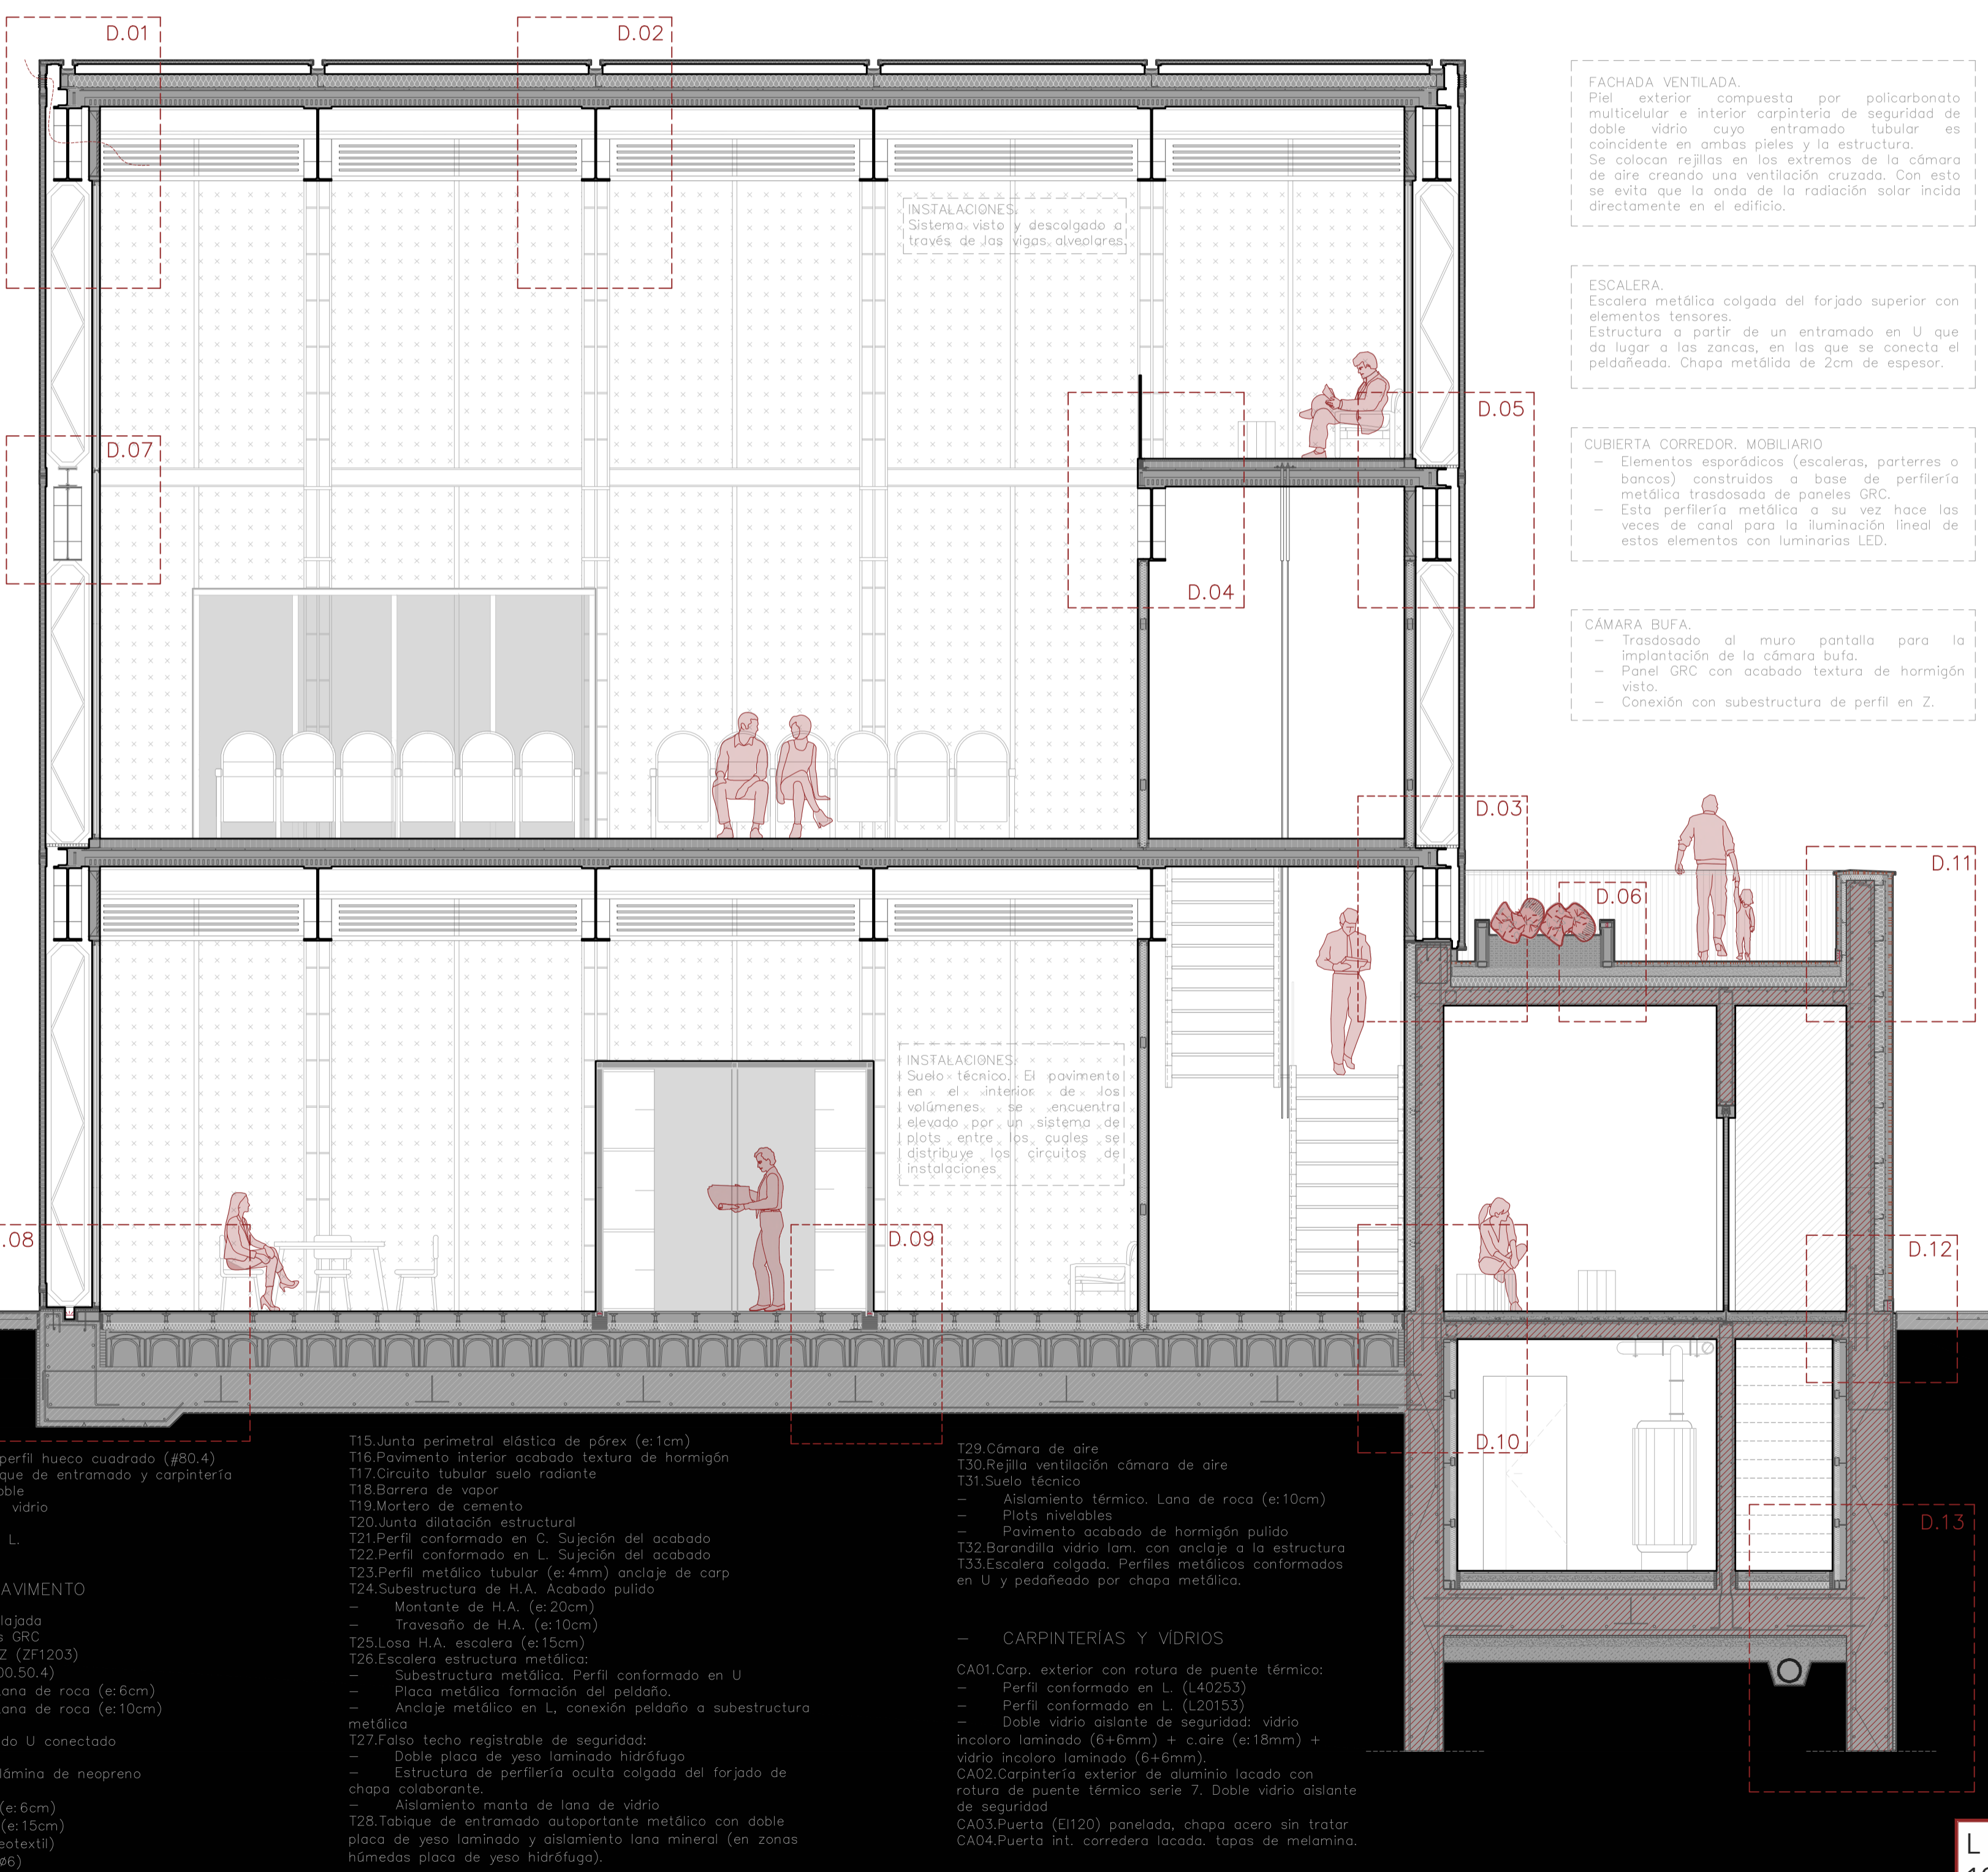 D.01
D.02
D.07
D.05
D.04
D.03
D.11
D.06
.08
D.09
D.12
D.10
D.13
INSTALACIONES.
Sistema visto y descolgado a
través de las vigas alveolares
INSTALACIONES.
Suelo técnico. El pavimento
en el interior de los
volúmenes se encuentra
elevado por un sistema de
plots entre los cuales se
distribuye los circuitos de
instalaciones
FACHADA VENTILADA.
Piel exterior compuesta por policarbonato
multicelular e interior carpintería de seguridad de
doble vidrio cuyo entramado tubular es
coincidente en ambas pieles y la estructura.
Se colocan rejillas en los extremos de la cámara
de aire creando una ventilación cruzada. Con esto
se evita que la onda de la radiación solar incida
directamente en el edificio.
ESCALERA.
Escalera metálica colgada del forjado superior con
elementos tensores.
Estructura a partir de un entramado en U que
da lugar a las zancas, en las que se conecta el
peldañeada. Chapa metálida de 2cm de espesor.
CUBIERTA CORREDOR. MOBILIARIO
– Elementos esporádicos (escaleras, parterres o
bancos) construidos a base de perfilería
metálica trasdosada de paneles GRC.
– Esta perfilería metálica a su vez hace las
veces de canal para la iluminación lineal de
estos elementos con luminarias LED.
CÁMARA BUFA.
– Trasdosado al muro pantalla para la
implantación de la cámara bufa.
– Panel GRC con acabado textura de hormigón
visto.
– Conexión con subestructura de perfil en Z.
perfil hueco cuadrado (#80.4)
que de entramado y carpintería
oble
vidrio
L.
AVIMENTO
lajada
s GRC
Z (ZF1203)
00.50.4)
ana de roca (e:6cm)
ana de roca (e:10cm)
do U conectado
lámina de neopreno
(e:6cm)
(e:15cm)
eotextil)
ø6)
T15.Junta perimetral elástica de pórex (e:1cm)
T16.Pavimento interior acabado textura de hormigón
T17.Circuito tubular suelo radiante
T18.Barrera de vapor
T19.Mortero de cemento
T20.Junta dilatación estructural
T21.Perfil conformado en C. Sujeción del acabado
T22.Perfil conformado en L. Sujeción del acabado
T23.Perfil metálico tubular (e:4mm) anclaje de carp
T24.Subestructura de H.A. Acabado pulido
– Montante de H.A. (e:20cm)
– Travesaño de H.A. (e:10cm)
T25.Losa H.A. escalera (e:15cm)
T26.Escalera estructura metálica:
– Subestructura metálica. Perfil conformado en U
– Placa metálica formación del peldaño.
– Anclaje metálico en L, conexión peldaño a subestructura
metálica
T27.Falso techo registrable de seguridad:
– Doble placa de yeso laminado hidrófugo
– Estructura de perfilería oculta colgada del forjado de
chapa colaborante.
– Aislamiento manta de lana de vidrio
T28.Tabique de entramado autoportante metálico con doble
placa de yeso laminado y aislamiento lana mineral (en zonas
húmedas placa de yeso hidrófuga).
T29.Cámara de aire
T30.Rejilla ventilación cámara de aire
T31.Suelo técnico
– Aislamiento térmico. Lana de roca (e:10cm)
– Plots nivelables
– Pavimento acabado de hormigón pulido
T32.Barandilla vidrio lam. con anclaje a la estructura
T33.Escalera colgada. Perfiles metálicos conformados
en U y pedañeado por chapa metálica.
– CARPINTERÍAS Y VÍDRIOS
CA01.Carp. exterior con rotura de puente térmico:
– Perfil conformado en L. (L40253)
– Perfil conformado en L. (L20153)
– Doble vidrio aislante de seguridad: vidrio
incoloro laminado (6+6mm) + c.aire (e:18mm) +
vidrio incoloro laminado (6+6mm).
CA02.Carpintería exterior de aluminio lacado con
rotura de puente térmico serie 7. Doble vidrio aislante
de seguridad
CA03.Puerta (EI120) panelada, chapa acero sin tratar
CA04.Puerta int. corredera lacada. tapas de melamina.
L